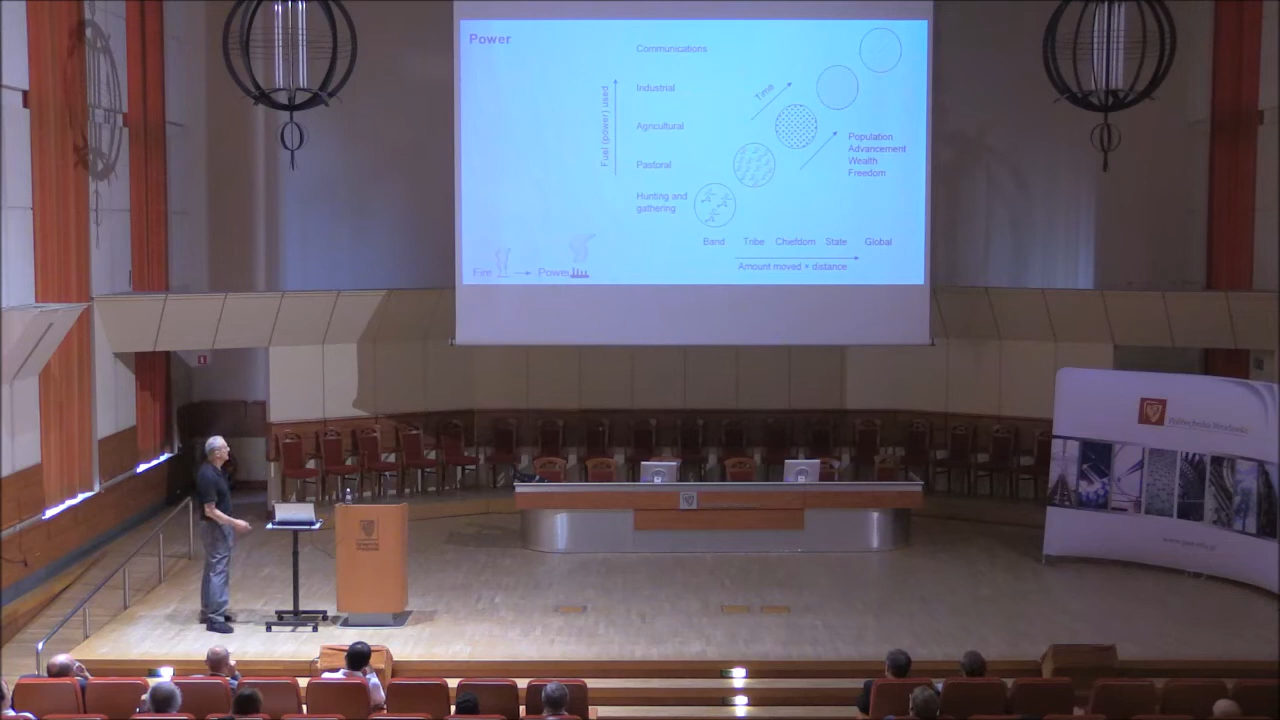 Power
Communications
Industrial
Agricultural
Pastoral
Hunting and
gathering
Fuel (power) used
Time
Population
Advancement
Wealth
Freedom
Band Tribe Chiefdom State Global
Amount moved × distance
Fire
Power